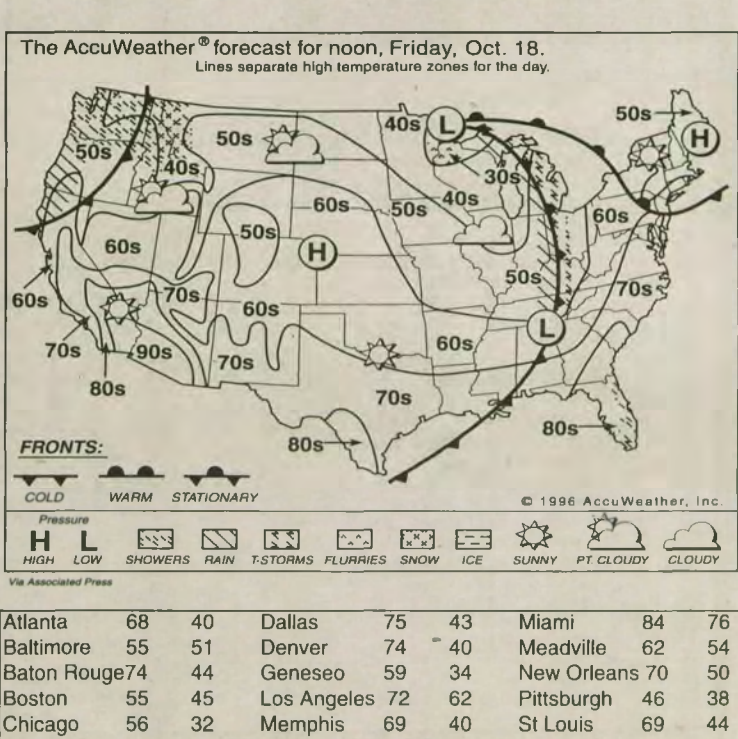 The AccuWeather® forecast for noon, Friday, Oct. 18.
Lines separate high temperature zones for the day.
50s
40s
L
H
50s
50s
40s
30s
60s
50s
40s
60s
50s
60s
H
50s
70s
60s
70s
60s
L
60s
70s
90s
70s
80s
70s
80s
80s
FRONTS:
COLD WARM STATIONARY
© 1996 AccuWeather, Inc.
Pressure
H L
HIGH LOW SHOWERS RAIN T-STORMS FLURRIES SNOW ICE SUNNY PT. CLOUDY CLOUDY
Via Associated Press
Atlanta 68 40 Dallas 75 43 Miami 84 76
Baltimore 55 51 Denver 74 40 Meadville 62 54
Baton Rouge74 44 Geneseo 59 34 New Orleans 70 50
Boston 55 45 Los Angeles 72 62 Pittsburgh 46 38
Chicago 56 32 Memphis 69 40 St Louis 69 44